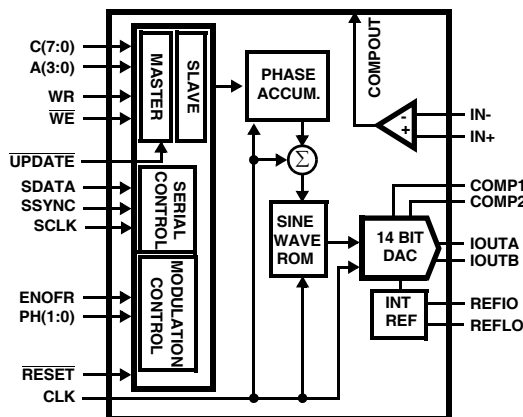 C(7:0)
A(3:0)
WR
WE
UPDATE
SDATA
SSYNC
SCLK
ENOFR
PH(1:0)
RESET
CLK
MASTER
SLAVE
SERIAL
CONTROL
MODULATION
CONTROL
PHASE
ACCUM.
Σ
SINE
WAVE
ROM
COMPOUT
-
+
IN-
IN+
COMP1
COMP2
14 BIT
DAC
IOUTA
IOUTB
INT
REF
REFIO
REFLO